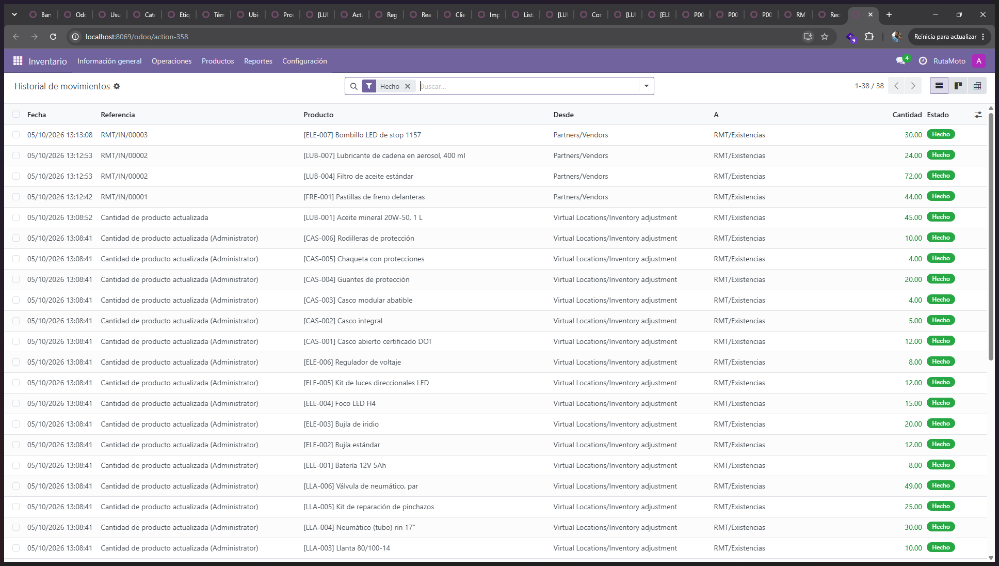 Ban
Odo
Usu
Cate
Etiq
Térn
Ubic
Pro
[LUI
Actu
Reg
Rea
Clie
Imp
List
[LUI
Con
[LUI
[ELE
P00
P00
P00
RM
Rec
localhost:8069/odoo/action-358
9
Reinicia para actualizar
Inventario Información general Operaciones Productos Reportes Configuración 4 RutaMoto A
Historial de movimientos Hecho Buscar... 1-38 / 38
Fecha Referencia Producto Desde A Cantidad Estado
05/10/2026 13:13:08 RMT/IN/00003 [ELE-007] Bombillo LED de stop 1157 Partners/Vendors RMT/Existencias 30.00 Hecho
05/10/2026 13:12:53 RMT/IN/00002 [LUB-007] Lubricante de cadena en aerosol, 400 ml Partners/Vendors RMT/Existencias 24.00 Hecho
05/10/2026 13:12:53 RMT/IN/00002 [LUB-004] Filtro de aceite estándar Partners/Vendors RMT/Existencias 72.00 Hecho
05/10/2026 13:12:42 RMT/IN/00001 [FRE-001] Pastillas de freno delanteras Partners/Vendors RMT/Existencias 44.00 Hecho
05/10/2026 13:08:52 Cantidad de producto actualizada [LUB-001] Aceite mineral 20W-50, 1 L Virtual Locations/Inventory adjustment RMT/Existencias 45.00 Hecho
05/10/2026 13:08:41 Cantidad de producto actualizada (Administrator) [CAS-006] Rodilleras de protección Virtual Locations/Inventory adjustment RMT/Existencias 10.00 Hecho
05/10/2026 13:08:41 Cantidad de producto actualizada (Administrator) [CAS-005] Chaqueta con protecciones Virtual Locations/Inventory adjustment RMT/Existencias 4.00 Hecho
05/10/2026 13:08:41 Cantidad de producto actualizada (Administrator) [CAS-004] Guantes de protección Virtual Locations/Inventory adjustment RMT/Existencias 20.00 Hecho
05/10/2026 13:08:41 Cantidad de producto actualizada (Administrator) [CAS-003] Casco modular abatible Virtual Locations/Inventory adjustment RMT/Existencias 4.00 Hecho
05/10/2026 13:08:41 Cantidad de producto actualizada (Administrator) [CAS-002] Casco integral Virtual Locations/Inventory adjustment RMT/Existencias 5.00 Hecho
05/10/2026 13:08:41 Cantidad de producto actualizada (Administrator) [CAS-001] Casco abierto certificado DOT Virtual Locations/Inventory adjustment RMT/Existencias 12.00 Hecho
05/10/2026 13:08:41 Cantidad de producto actualizada (Administrator) [ELE-006] Regulador de voltaje Virtual Locations/Inventory adjustment RMT/Existencias 8.00 Hecho
05/10/2026 13:08:41 Cantidad de producto actualizada (Administrator) [ELE-005] Kit de luces direccionales LED Virtual Locations/Inventory adjustment RMT/Existencias 12.00 Hecho
05/10/2026 13:08:41 Cantidad de producto actualizada (Administrator) [ELE-004] Foco LED H4 Virtual Locations/Inventory adjustment RMT/Existencias 15.00 Hecho
05/10/2026 13:08:41 Cantidad de producto actualizada (Administrator) [ELE-003] Bujía de iridio Virtual Locations/Inventory adjustment RMT/Existencias 20.00 Hecho
05/10/2026 13:08:41 Cantidad de producto actualizada (Administrator) [ELE-002] Bujía estándar Virtual Locations/Inventory adjustment RMT/Existencias 12.00 Hecho
05/10/2026 13:08:41 Cantidad de producto actualizada (Administrator) [ELE-001] Batería 12V 5Ah Virtual Locations/Inventory adjustment RMT/Existencias 8.00 Hecho
05/10/2026 13:08:41 Cantidad de producto actualizada (Administrator) [LLA-006] Válvula de neumático, par Virtual Locations/Inventory adjustment RMT/Existencias 49.00 Hecho
05/10/2026 13:08:41 Cantidad de producto actualizada (Administrator) [LLA-005] Kit de reparación de pinchazos Virtual Locations/Inventory adjustment RMT/Existencias 25.00 Hecho
05/10/2026 13:08:41 Cantidad de producto actualizada (Administrator) [LLA-004] Neumático (tubo) rin 17" Virtual Locations/Inventory adjustment RMT/Existencias 30.00 Hecho
05/10/2026 13:08:41 Cantidad de producto actualizada (Administrator) [LLA-003] Llanta 80/100-14 Virtual Locations/Inventory adjustment RMT/Existencias 10.00 Hecho